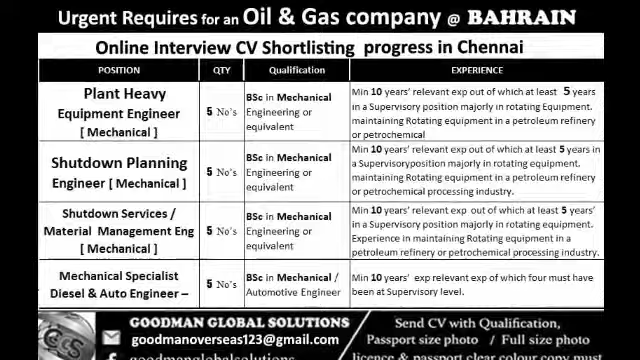 Urgent Requires for an Oil & Gas company @ BAHRAIN
Online Interview CV Shortlisting progress in Chennai
POSITION QTY Qualification EXPERIENCE
Plant Heavy
Equipment Engineer
[ Mechanical ]
5 No's
BSc in Mechanical
Engineering or
equivalent
Min 10 years' relevant exp out of which at least 5 years
in a Supervisory position majorly in rotating Equipment.
maintaining Rotating equipment in a petroleum refinery
or petrochemical
Shutdown Planning
Engineer [ Mechanical ]
5 No's
BSc in Mechanical
Engineering or
equivalent
Min 10 years' relevant exp out of which at least 5 years in
a Supervisoryposition majorly in rotating equipment.
maintaining Rotating equipment in a petroleum refinery
or petrochemical processing industry.
Shutdown Services /
Material Management Eng
[ Mechanical ]
5 No's
BSc in Mechanical
Engineering or
equivalent
Min 10 years' relevant exp out of which at least 5 years'
in a Supervisory position majorly in rotating equipment.
Experience in maintaining Rotating equipment in a
petroleum refinery or petrochemical processing industry.
Mechanical Specialist
Diesel & Auto Engineer –
5 No's
BSc in Mechanical /
Automotive Engineer
Min 10 years' exp relevant exp of which four must have
been at Supervisory level.
GGS
GOODMAN GLOBAL SOLUTIONS
goodmanoverseas123@gmail.com
goodmanglobalsolutions
Send CV with Qualification,
Passport size photo / Full size photo
licence & passport clear colour copy must